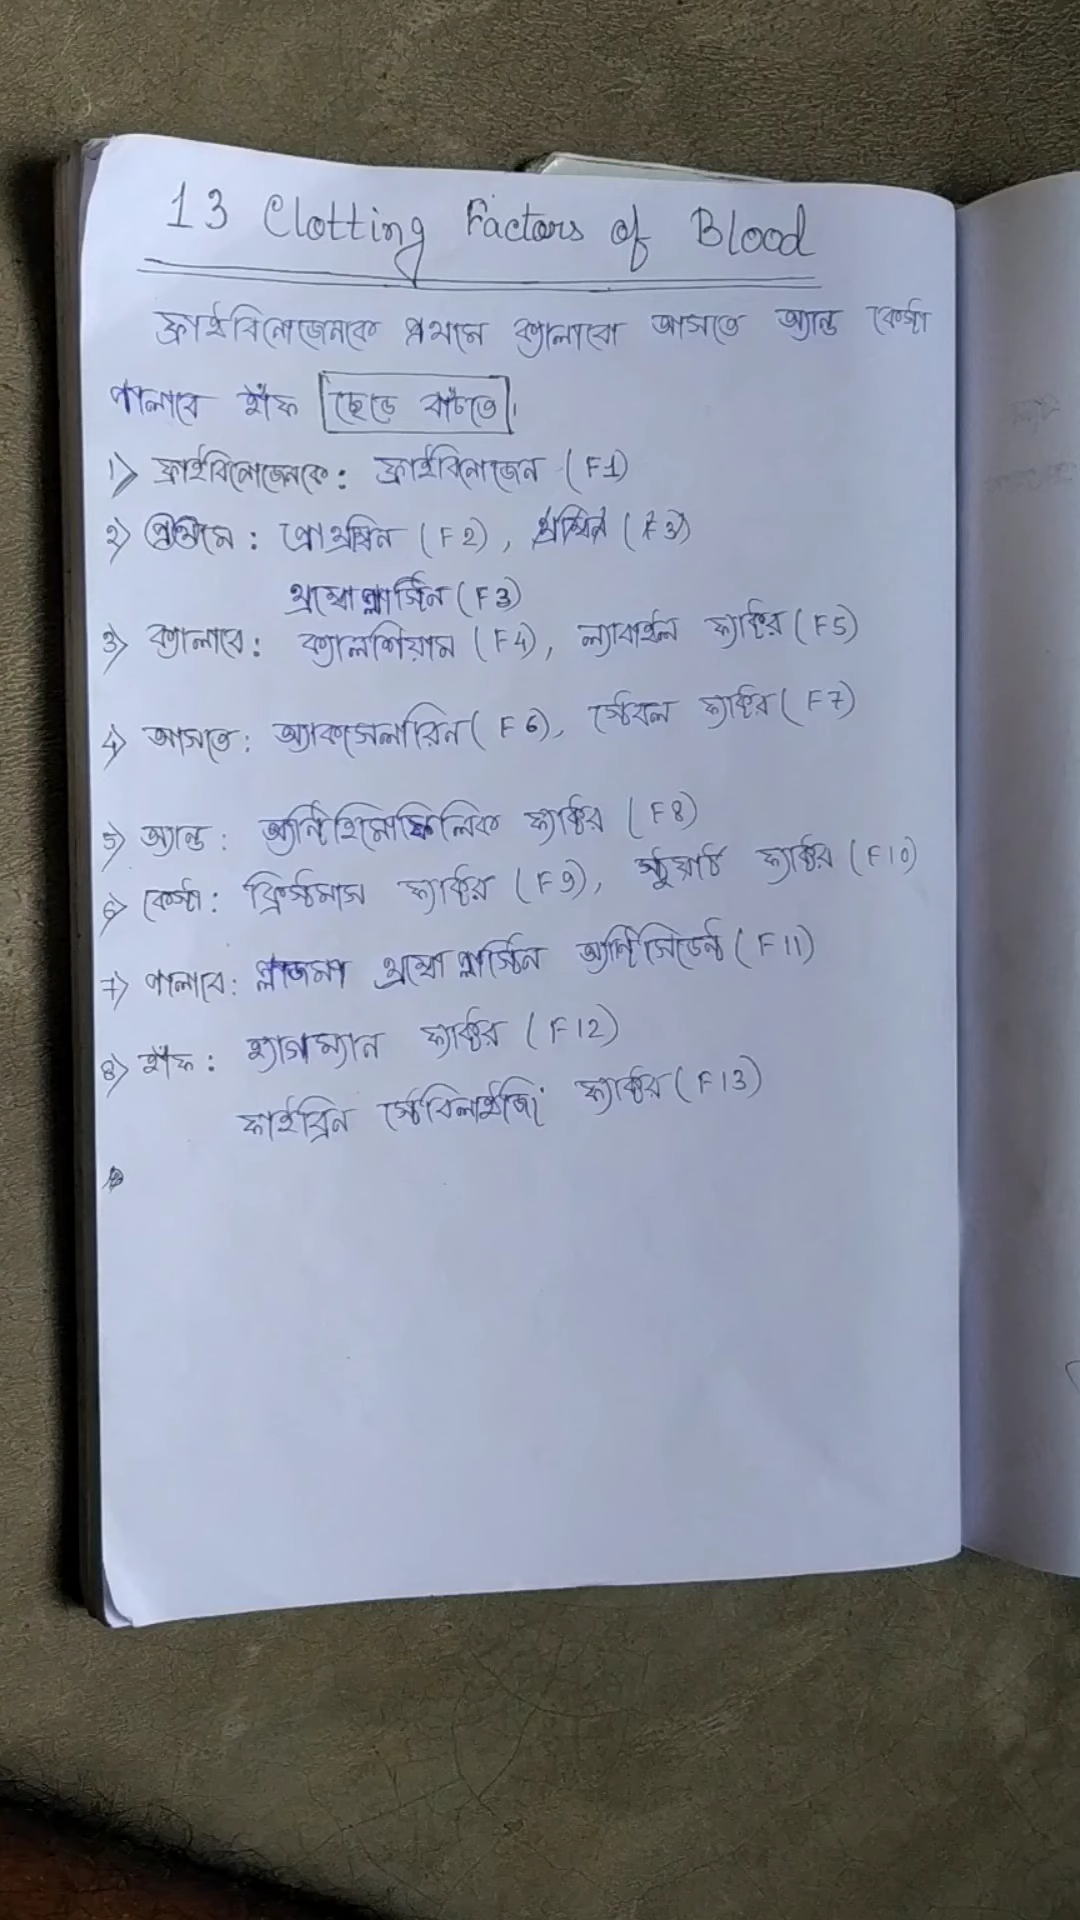 13 Clotting Factors of Blood
ফ্রাইবিনোজেনকে প্রথমে ক্যালাবো আসতে অ্যান্ড কেস্টা
পালাবে হাঁফ ছেড়ে বাঁচতে।
1> ফ্রাইবিনোজেনকে: ফ্রাইবিনোজেন (F1)
২> প্রথমে: প্রোথ্রম্বিন (F2), থ্রম্বিন (F3)
থ্রম্বোপ্লাস্টিন (F3)
3> ক্যালাবে: ক্যালশিয়াম (F4), ল্যাবাইল ফ্যাক্টর (F5)
4> আসতে: অ্যাকসেলারিন (F6), স্টেবল ফ্যাক্টর (F7)
5> অ্যান্ড: অ্যান্টিহিমোফিলিক ফ্যাক্টর (F8)
6> কেস্টা: ক্রিস্টমাস ফ্যাক্টর (F9), স্টুয়ার্ট ফ্যাক্টর (F10)
7> পালাবে: প্লাজমা থ্রম্বোপ্লাস্টিন অ্যান্টিসিডেন্ট (F11)
8> হাঁফ: হ্যাগম্যান ফ্যাক্টর (F12)
ফাইব্রিন স্টেবিলাইজিং ফ্যাক্টর (F13)